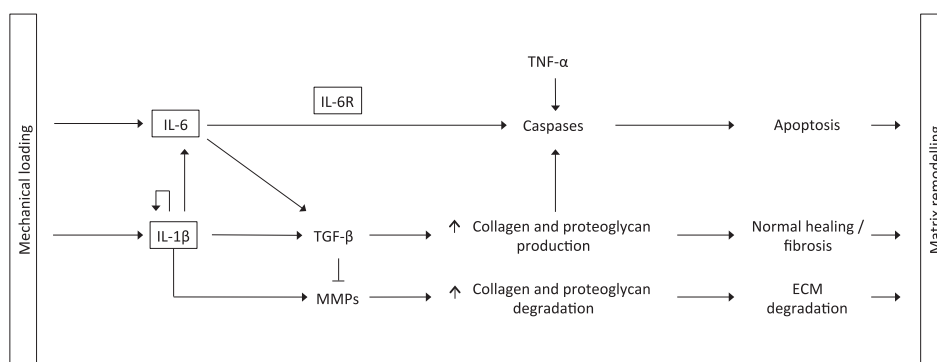 Mechanical loading
TNF-α
IL-6R
IL-6
Caspases
Apoptosis
IL-1β
TGF-β
Collagen and proteoglycan
production
Normal healing /
fibrosis
MMPs
Collagen and proteoglycan
degradation
ECM
degradation
Matrix remodelling